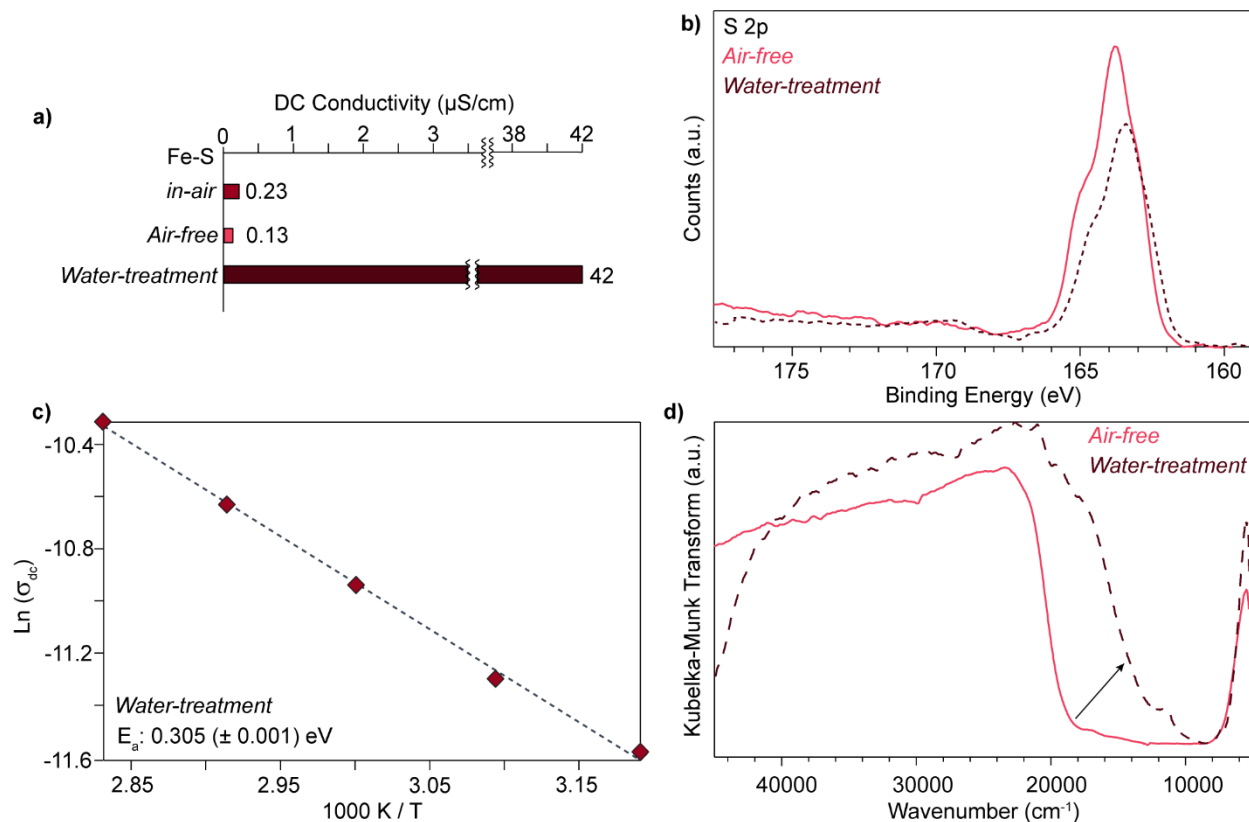 a)
DC Conductivity (µS/cm)
0 1 2 3 38 42
Fe-S
in-air 0.23
Air-free 0.13
Water-treatment 42
b)
S 2p
Air-free
Water-treatment
Counts (a.u.)
175 170 165 160
Binding Energy (eV)
c)
Ln (σdc)
-10.4
-10.8
-11.2
-11.6
Water-treatment
Ea: 0.305 (± 0.001) eV
2.85 2.95 3.05 3.15
1000 K / T
d)
Air-free
Water-treatment
Kubelka-Munk Transform (a.u.)
40000 30000 20000 10000
Wavenumber (cm⁻¹)